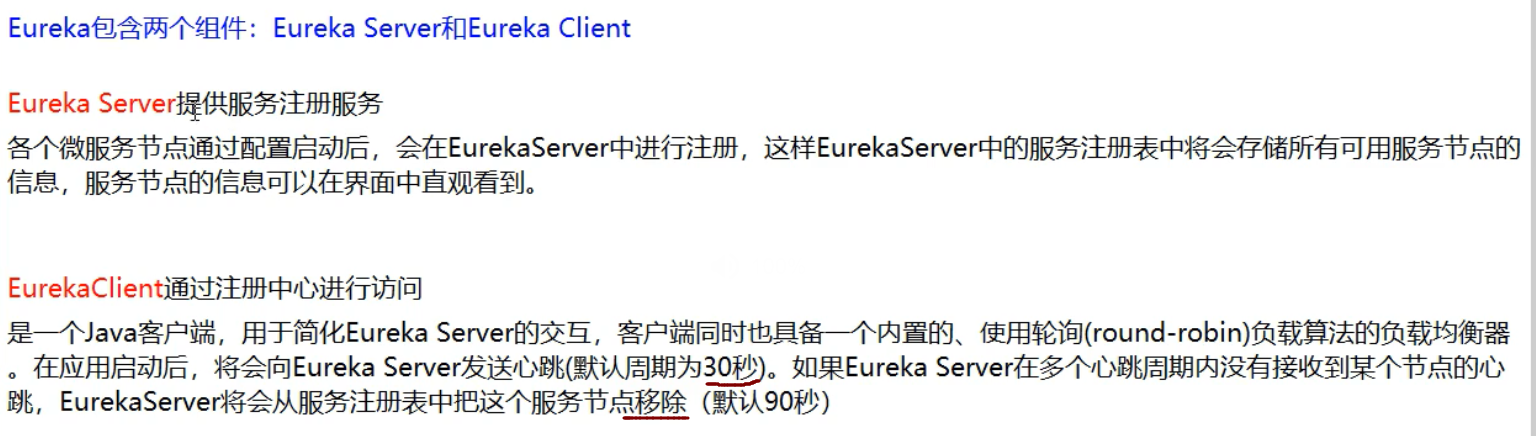 Eureka包含两个组件：Eureka Server和Eureka Client
Eureka Server提供服务注册服务
各个微服务节点通过配置启动后，会在EurekaServer中进行注册，这样EurekaServer中的服务注册表中将会存储所有可用服务节点的
信息，服务节点的信息可以在界面中直观看到。
EurekaClient通过注册中心进行访问
是一个Java客户端，用于简化Eureka Server的交互，客户端同时也具备一个内置的、使用轮询(round-robin)负载算法的负载均衡器
。在应用启动后，将会向Eureka Server发送心跳(默认周期为30秒)。如果Eureka Server在多个心跳周期内没有接收到某个节点的心
跳，EurekaServer将会从服务注册表中把这个服务节点移除（默认90秒）